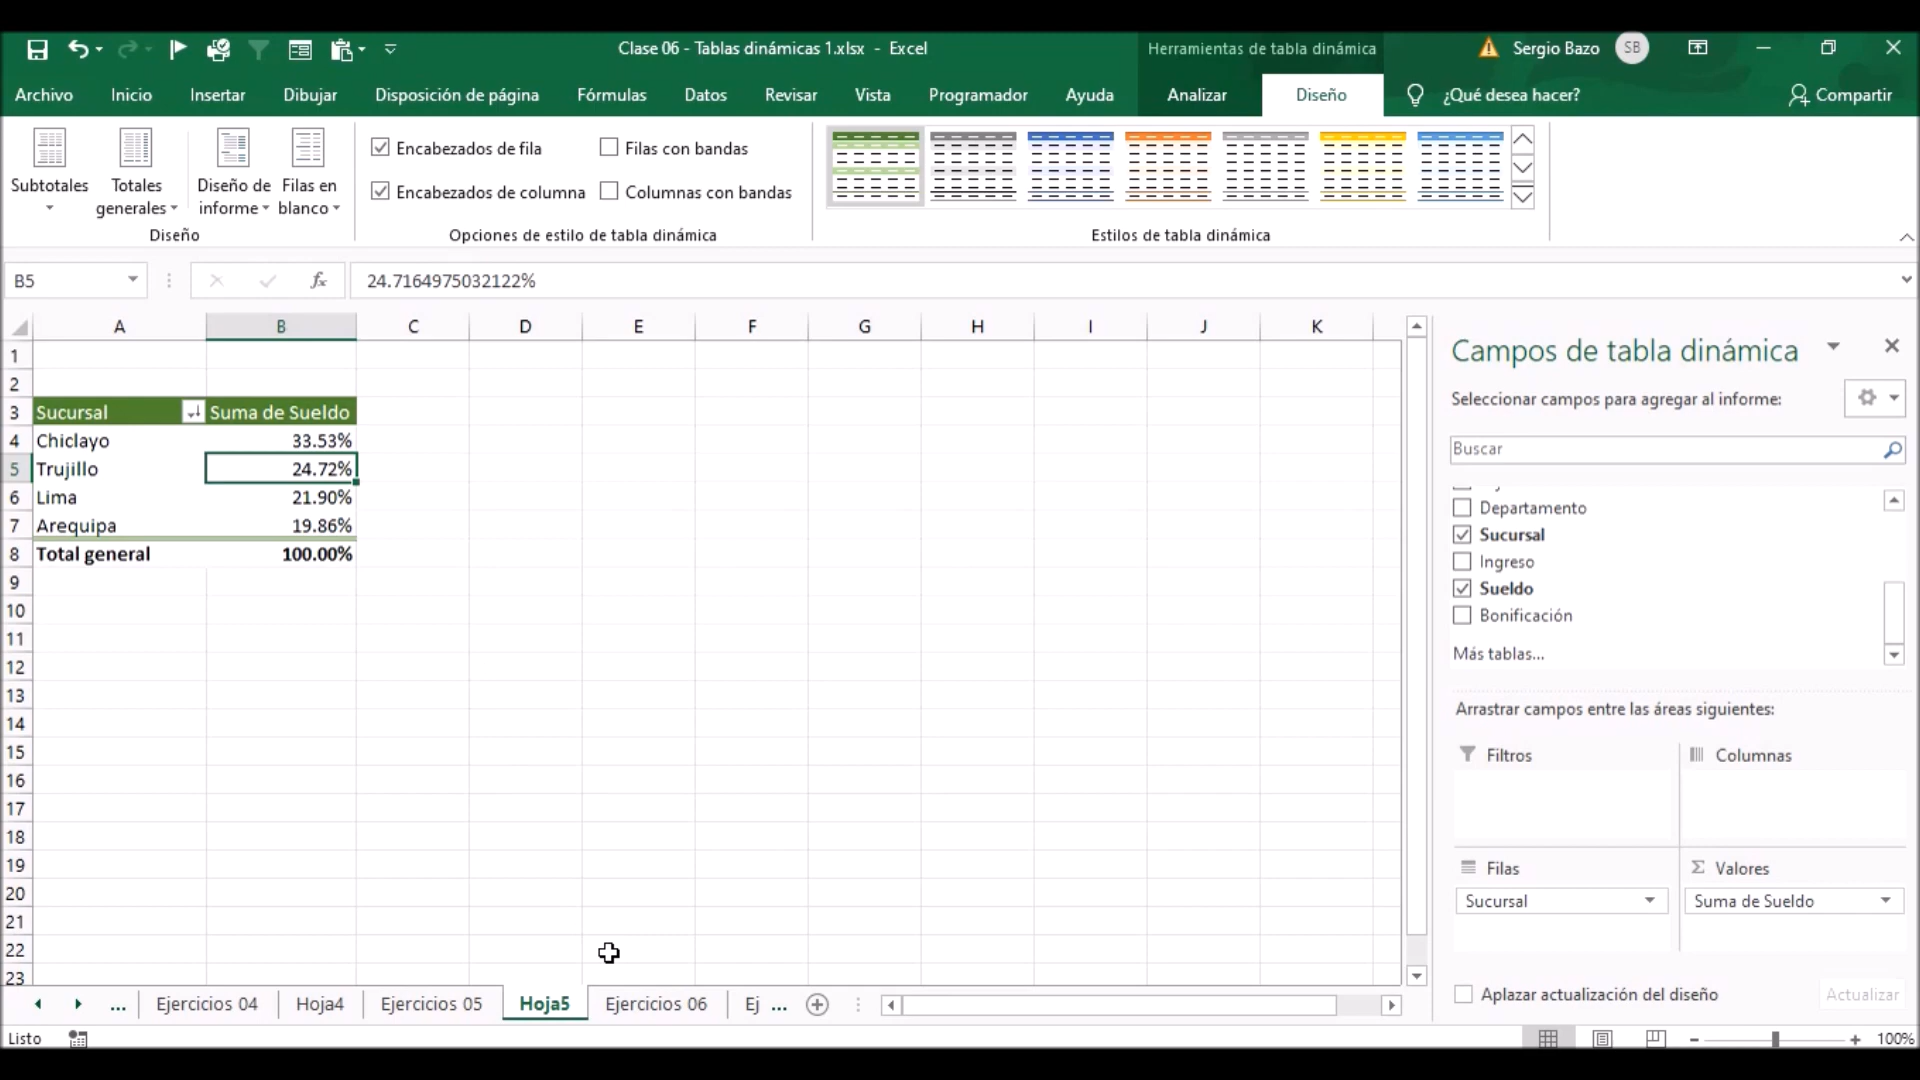 Clase 06 - Tablas dinámicas 1.xlsx - Excel
Herramientas de tabla dinámica
Sergio Bazo
SB
Archivo Inicio Insertar Dibujar Disposición de página Fórmulas Datos Revisar Vista Programador Ayuda Analizar Diseño ¿Qué desea hacer? Compartir
Subtotales
Totales generales
Diseño de informe
Filas en blanco
Diseño
Encabezados de fila
Filas con bandas
Encabezados de columna
Columnas con bandas
Opciones de estilo de tabla dinámica
Estilos de tabla dinámica
B5
fx
24.7164975032122%
A B C D E F G H I J K
1
2
3 Sucursal Suma de Sueldo
4 Chiclayo 33.53%
5 Trujillo 24.72%
6 Lima 21.90%
7 Arequipa 19.86%
8 Total general 100.00%
9
10
11
12
13
14
15
16
17
18
19
20
21
22
23
Campos de tabla dinámica
Seleccionar campos para agregar al informe:
Buscar
Departamento
Sucursal
Ingreso
Sueldo
Bonificación
Más tablas...
Arrastrar campos entre las áreas siguientes:
Filtros
Columnas
Filas
Σ Valores
Sucursal
Suma de Sueldo
Aplazar actualización del diseño
Actualizar
... Ejercicios 04 Hoja4 Ejercicios 05 Hoja5 Ejercicios 06 Ej ...
Listo
100%